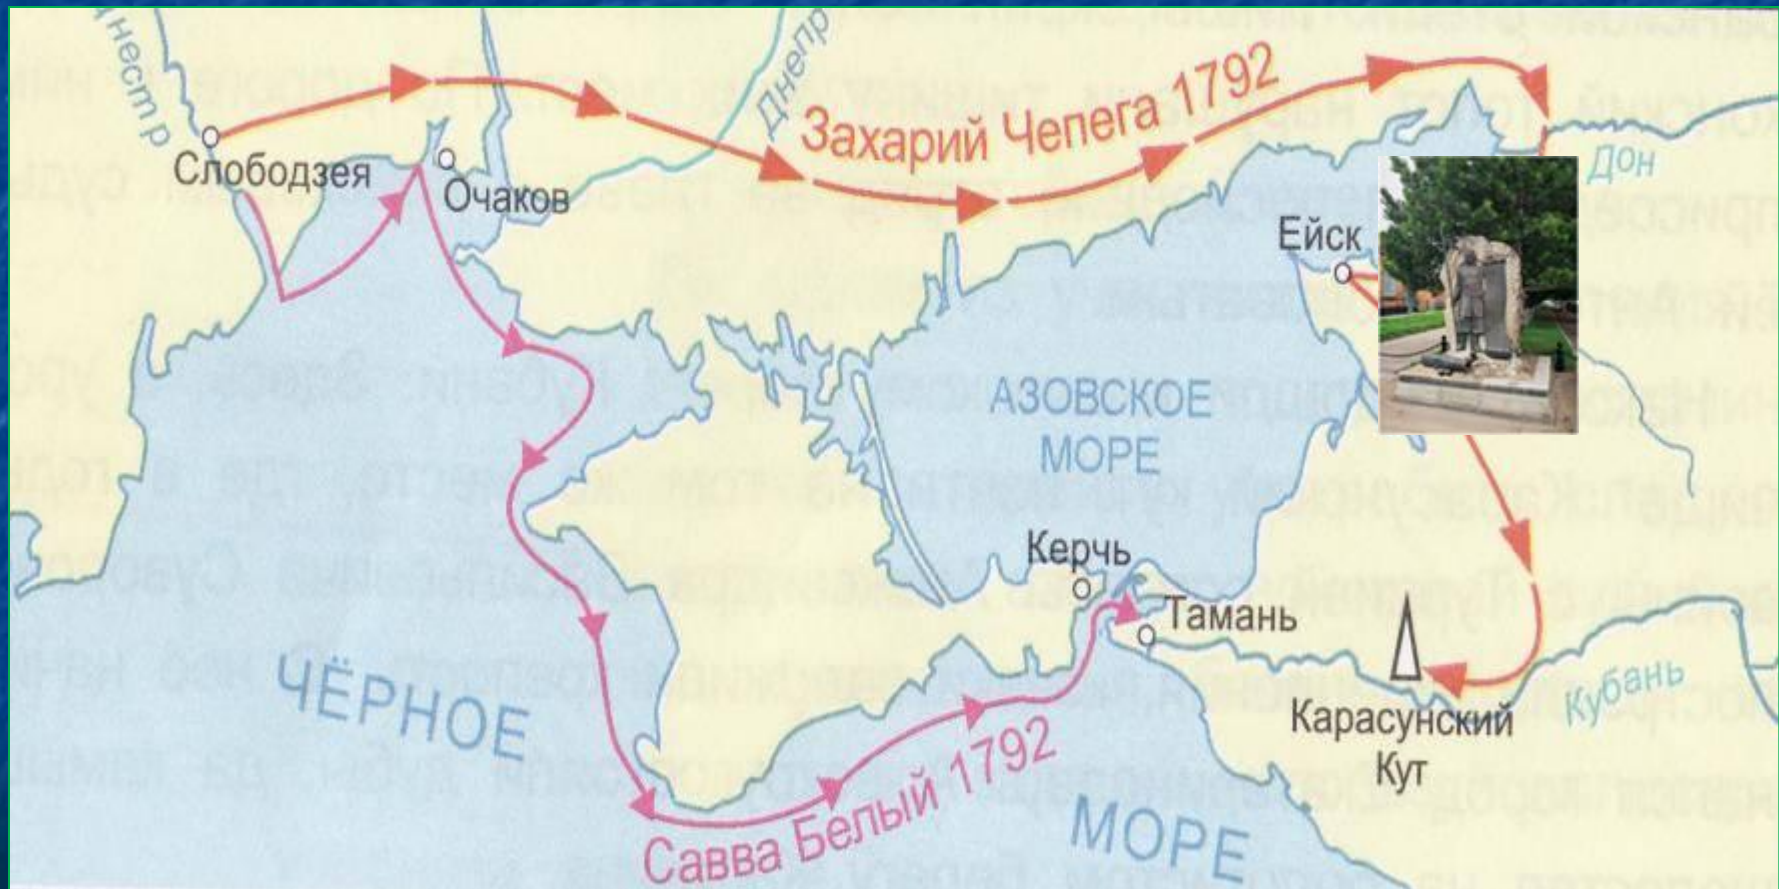 Днестр
Днепр
Захарий Чепега 1792
Дон
Слободзея
Очаков
Ейск
АЗОВСКОЕ
МОРЕ
Керчь
Тамань
Кубань
Карасунский
Кут
ЧЁРНОЕ
МОРЕ
Савва Белый 1792